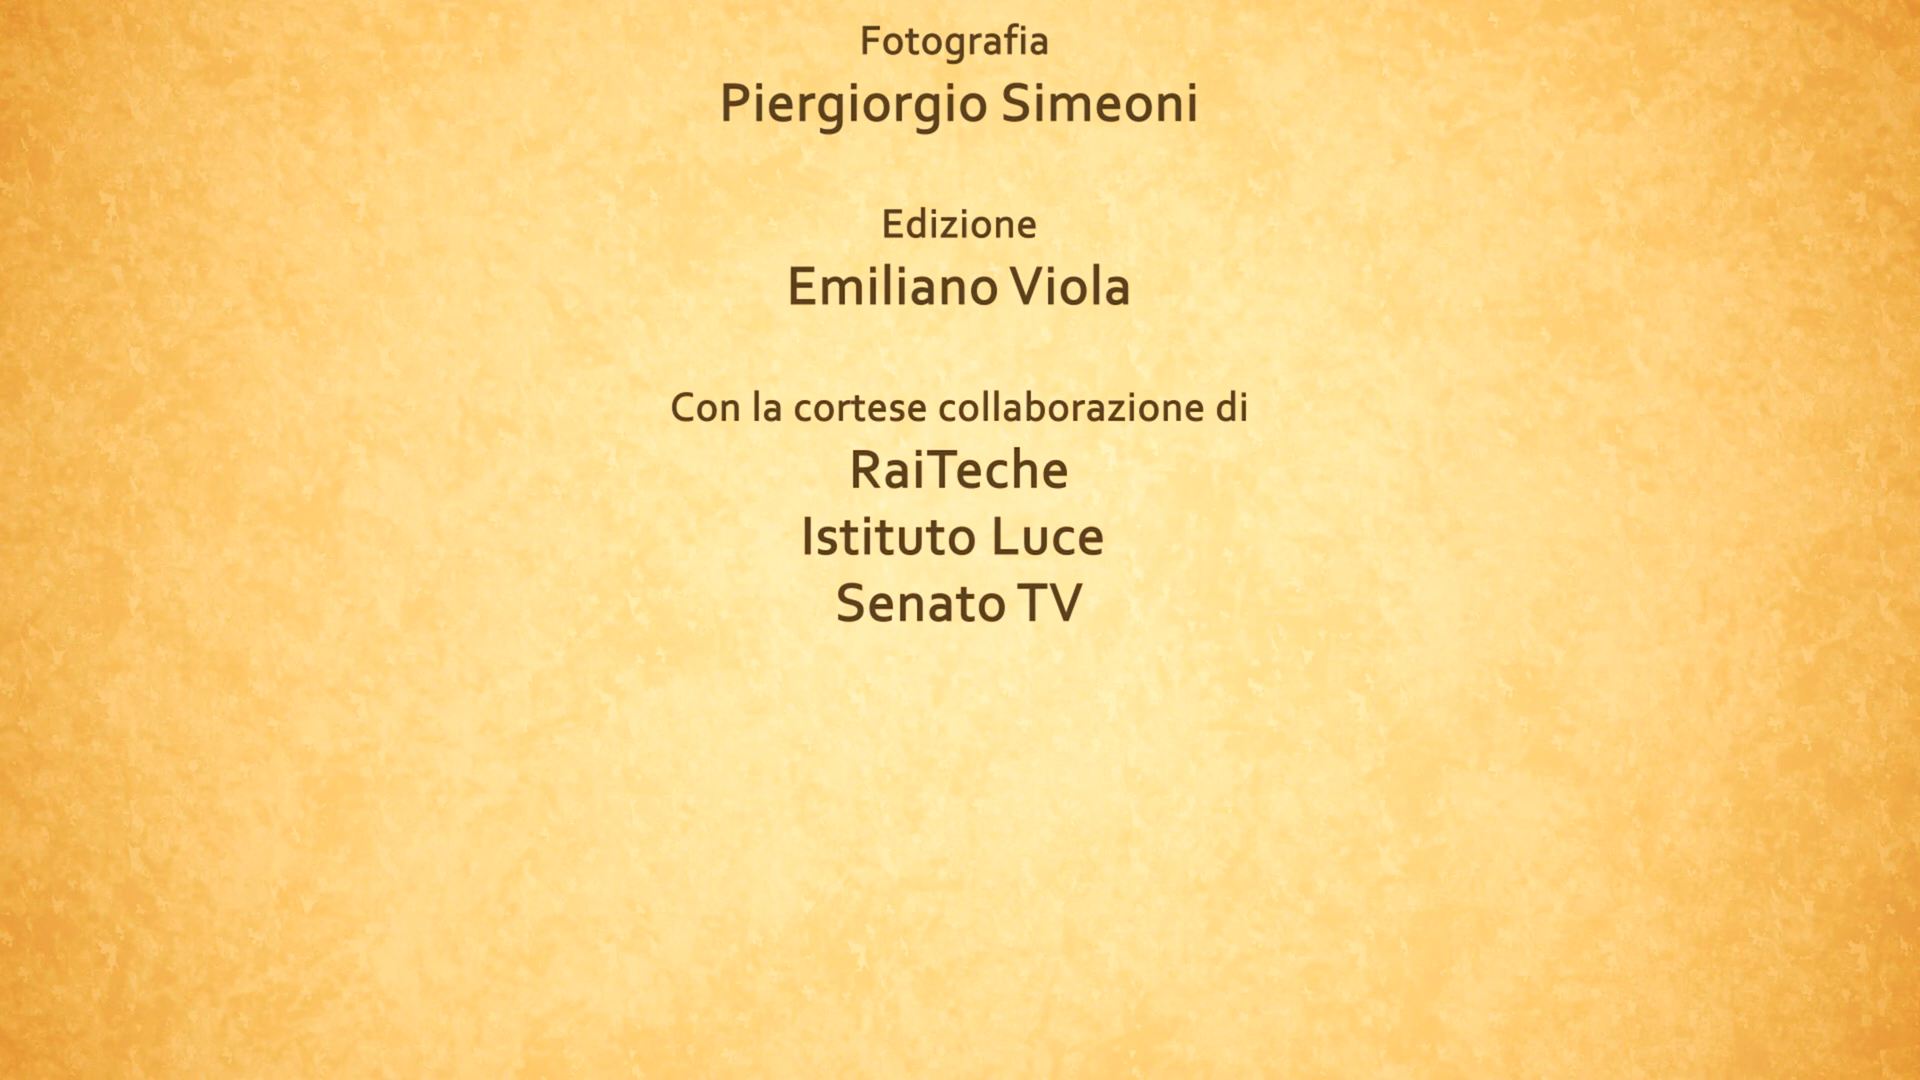 Fotografia
Piergiorgio Simeoni
Edizione
Emiliano Viola
Con la cortese collaborazione di
RaiTeche
Istituto Luce
Senato TV